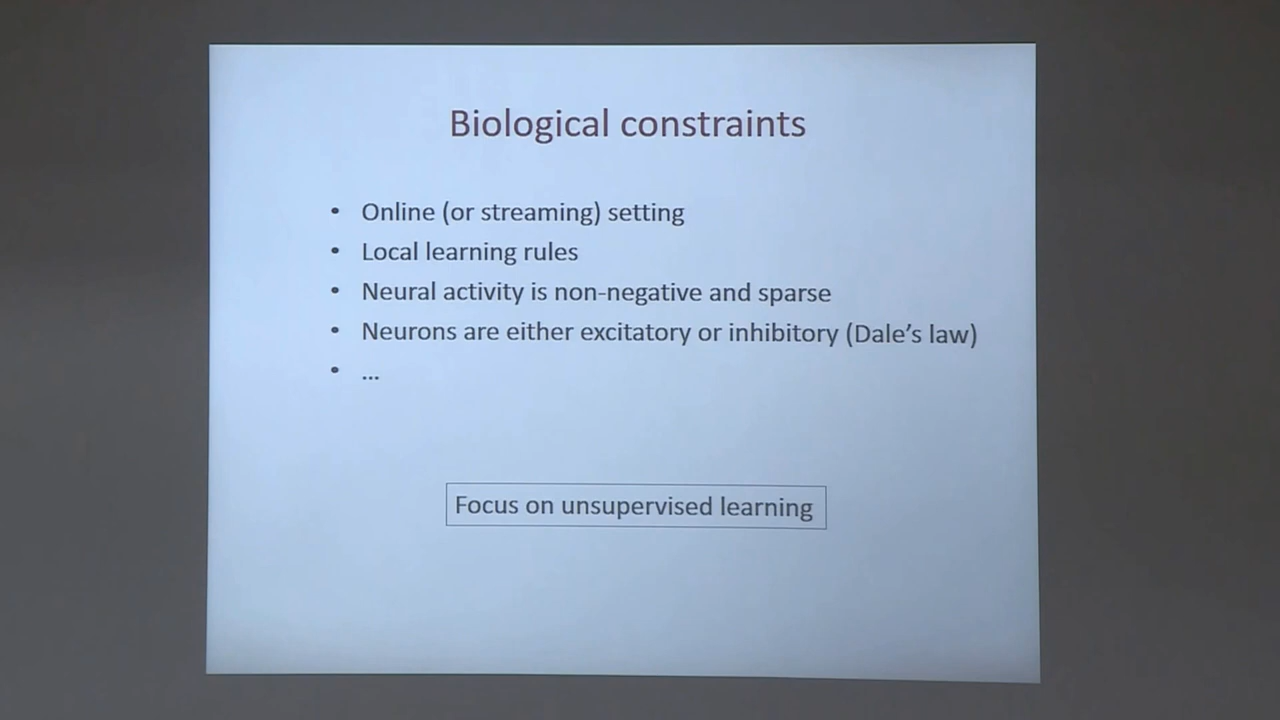 Biological constraints
• Online (or streaming) setting
• Local learning rules
• Neural activity is non-negative and sparse
• Neurons are either excitatory or inhibitory (Dale's law)
• ...
Focus on unsupervised learning